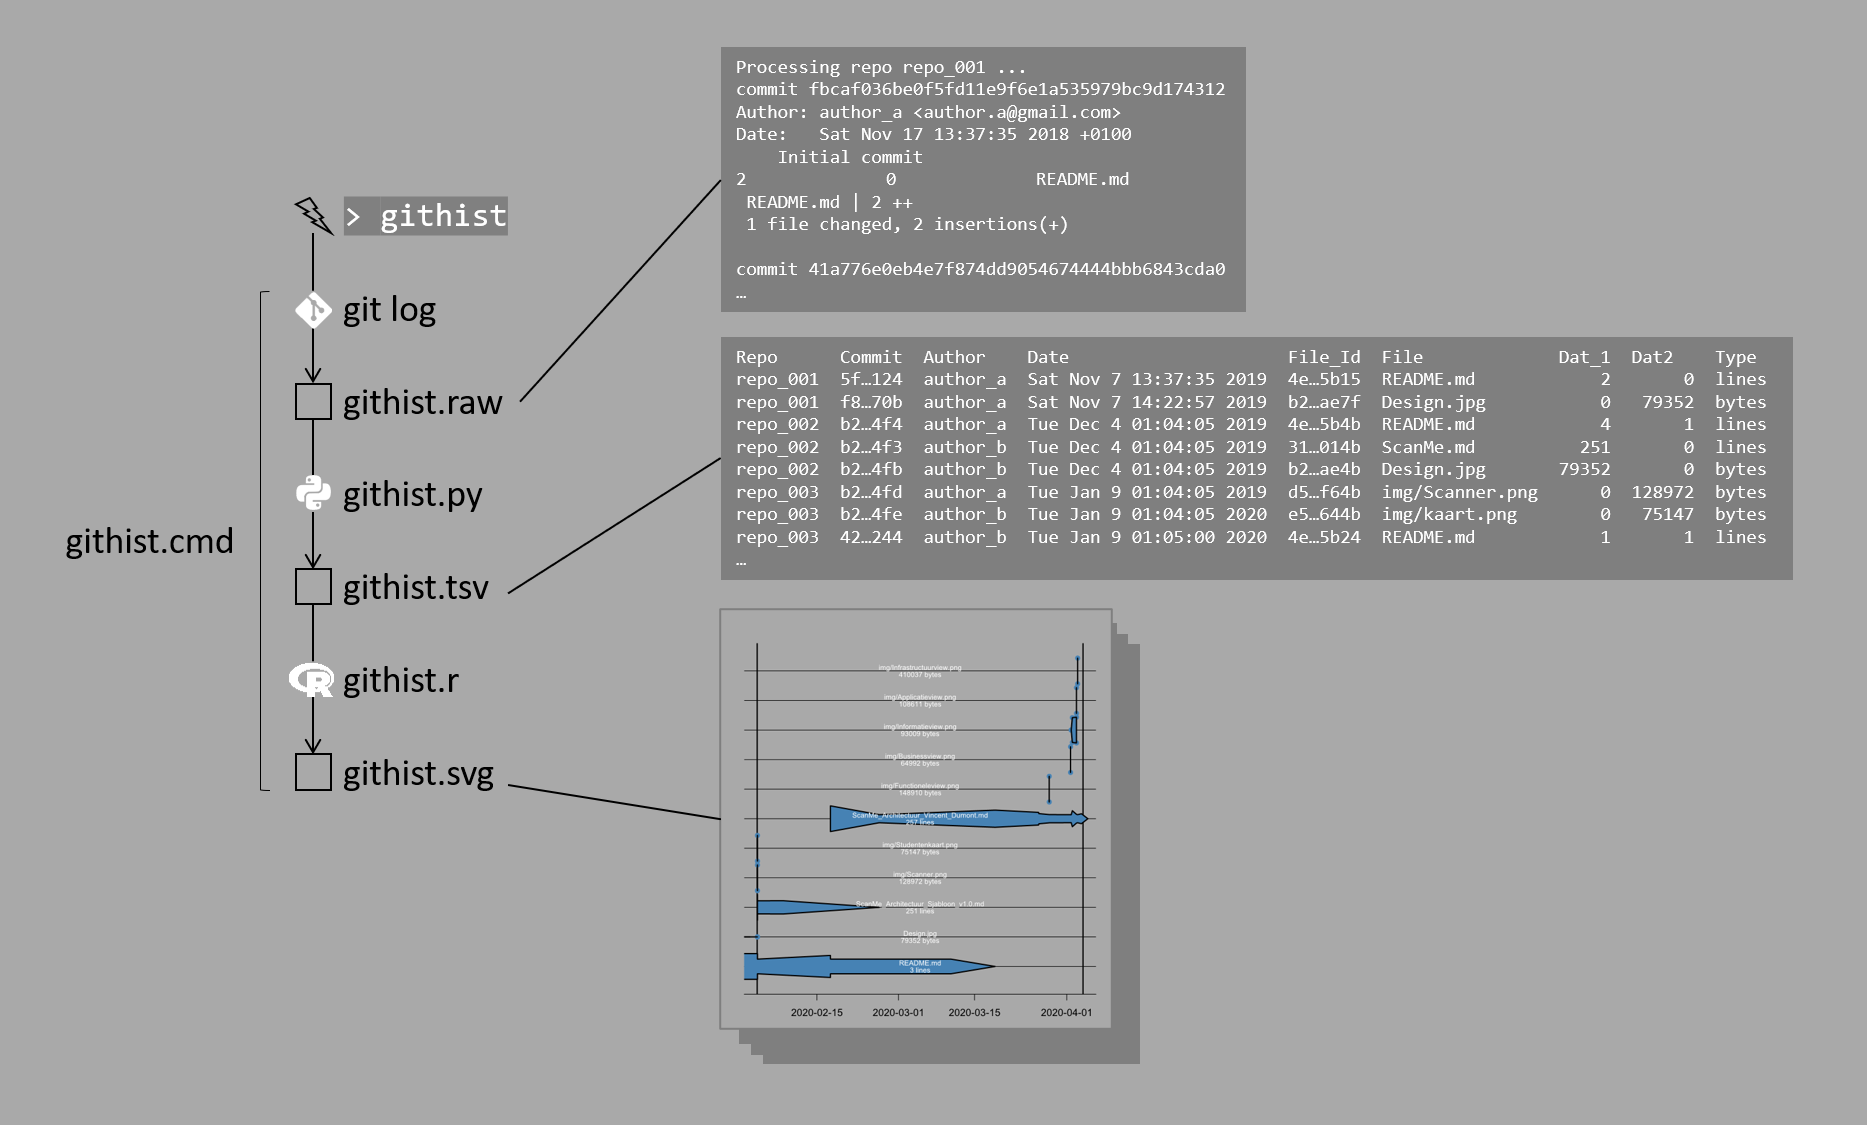 > githist
git log
githist.raw
githist.py
githist.cmd
githist.tsv
githist.r
githist.svg
Processing repo repo_001 ...
commit fbcaf036be0f5fd11e9f6e1a535979bc9d174312
Author: author_a <author.a@gmail.com>
Date:   Sat Nov 17 13:37:35 2018 +0100
    Initial commit
2             0             README.md
 README.md | 2 ++
 1 file changed, 2 insertions(+)
commit 41a776e0eb4e7f874dd9054674444bbb6843cda0
…
Repo      Commit  Author    Date                     File_Id  File             Dat_1  Dat2    Type
repo_001  5f…124  author_a  Sat Nov 7 13:37:35 2019  4e…5b15  README.md            2       0  lines
repo_001  f8…70b  author_a  Sat Nov 7 14:22:57 2019  b2…ae7f  Design.jpg           0   79352  bytes
repo_002  b2…4f4  author_a  Tue Dec 4 01:04:05 2019  4e…5b4b  README.md            4       1  lines
repo_002  b2…4f3  author_b  Tue Dec 4 01:04:05 2019  31…014b  ScanMe.md          251       0  lines
repo_002  b2…4fb  author_b  Tue Dec 4 01:04:05 2019  b2…ae4b  Design.jpg       79352       0  bytes
repo_003  b2…4fd  author_a  Tue Jan 9 01:04:05 2019  d5…f64b  img/Scanner.png      0  128972  bytes
repo_003  b2…4fe  author_b  Tue Jan 9 01:04:05 2020  e5…644b  img/kaart.png        0   75147  bytes
repo_003  42…244  author_b  Tue Jan 9 01:05:00 2020  4e…5b24  README.md            1       1  lines
…
img/Infrastructuurview.png
410037 bytes
img/Applicatieview.png
108611 bytes
img/Informatieview.png
93009 bytes
img/Businessview.png
64992 bytes
img/Functioneleview.png
148910 bytes
ScanMe_Architectuur_Vincent_Dumont.md
257 lines
img/Studentenkaart.png
75147 bytes
img/Scanner.png
128972 bytes
ScanMe_Architectuur_Sjabloon_v1.0.md
251 lines
Design.jpg
79352 bytes
README.md
3 lines
2020-02-15 2020-03-01 2020-03-15 2020-04-01